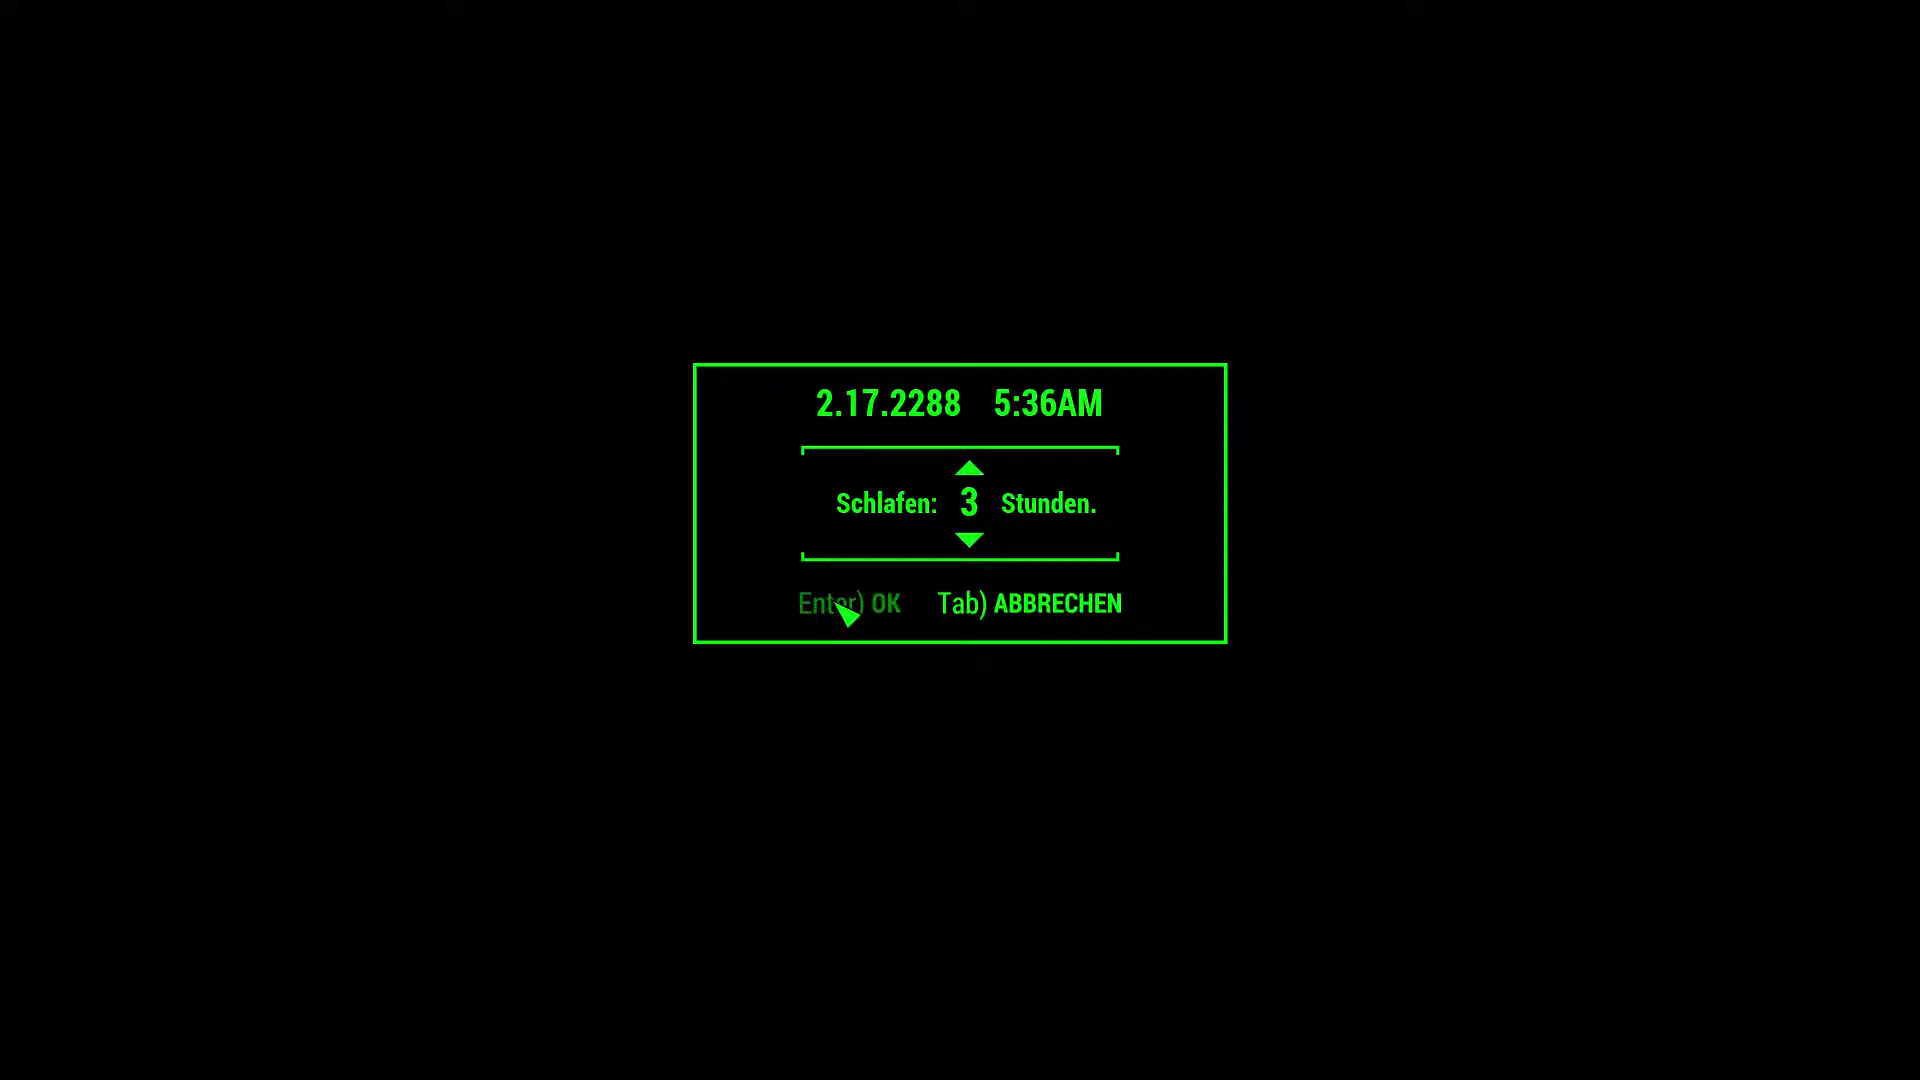 2.17.2288 5:36AM
Schlafen: 3 Stunden.
Enter) OK Tab) ABBRECHEN